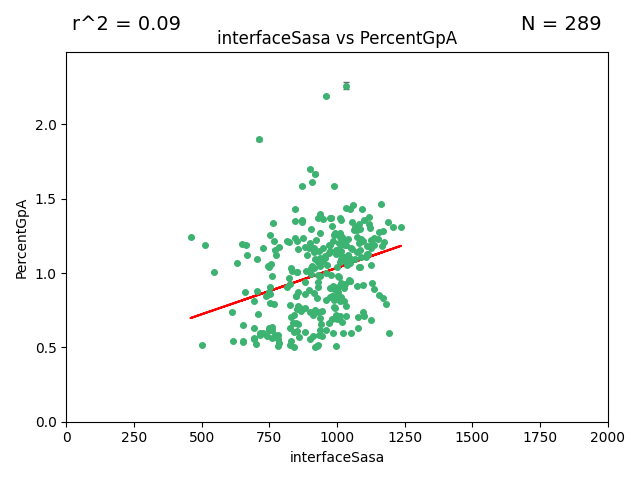 r^2 = 0.09
N = 289
interfaceSasa vs PercentGpA
PercentGpA
2.0
1.5
1.0
0.5
0.0
0 250 500 750 1000 1250 1500 1750 2000
interfaceSasa